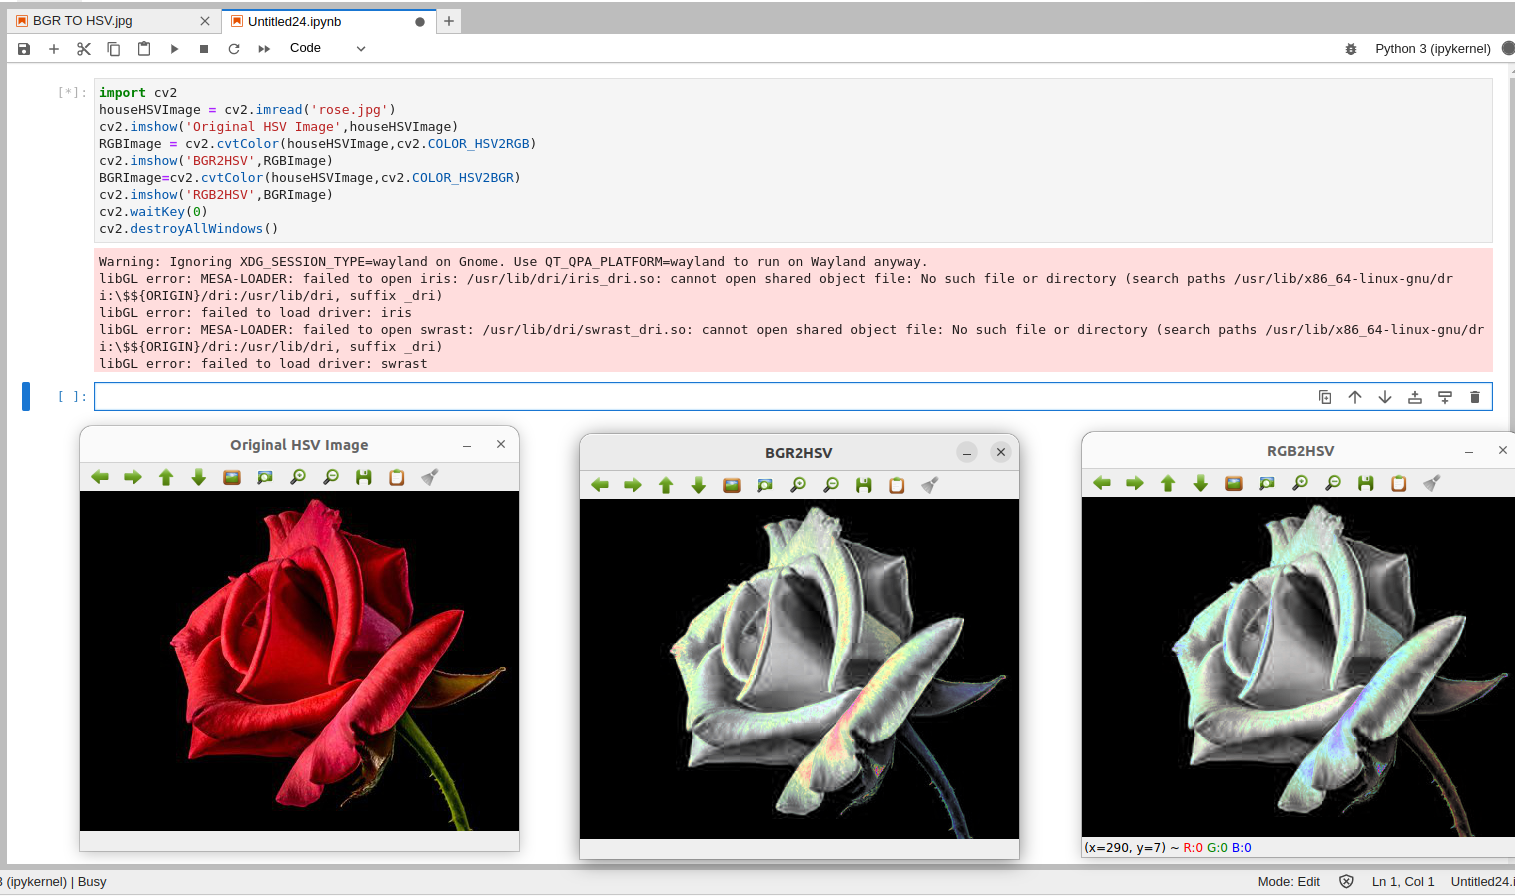 BGR TO HSV.jpg
Untitled24.ipynb
Code
Python 3 (ipykernel)
[*]:
import cv2
houseHSVImage = cv2.imread('rose.jpg')
cv2.imshow('Original HSV Image',houseHSVImage)
RGBImage = cv2.cvtColor(houseHSVImage,cv2.COLOR_HSV2RGB)
cv2.imshow('BGR2HSV',RGBImage)
BGRImage=cv2.cvtColor(houseHSVImage,cv2.COLOR_HSV2BGR)
cv2.imshow('RGB2HSV',BGRImage)
cv2.waitKey(0)
cv2.destroyAllWindows()
Warning: Ignoring XDG_SESSION_TYPE=wayland on Gnome. Use QT_QPA_PLATFORM=wayland to run on Wayland anyway.
libGL error: MESA-LOADER: failed to open iris: /usr/lib/dri/iris_dri.so: cannot open shared object file: No such file or directory (search paths /usr/lib/x86_64-linux-gnu/dr
i:\$${ORIGIN}/dri:/usr/lib/dri, suffix _dri)
libGL error: failed to load driver: iris
libGL error: MESA-LOADER: failed to open swrast: /usr/lib/dri/swrast_dri.so: cannot open shared object file: No such file or directory (search paths /usr/lib/x86_64-linux-gnu/dr
i:\$${ORIGIN}/dri:/usr/lib/dri, suffix _dri)
libGL error: failed to load driver: swrast
[ ]:
Original HSV Image
BGR2HSV
RGB2HSV
(x=290, y=7) ~ R:0 G:0 B:0
3 (ipykernel) | Busy
Mode: Edit
Ln 1, Col 1
Untitled24.i